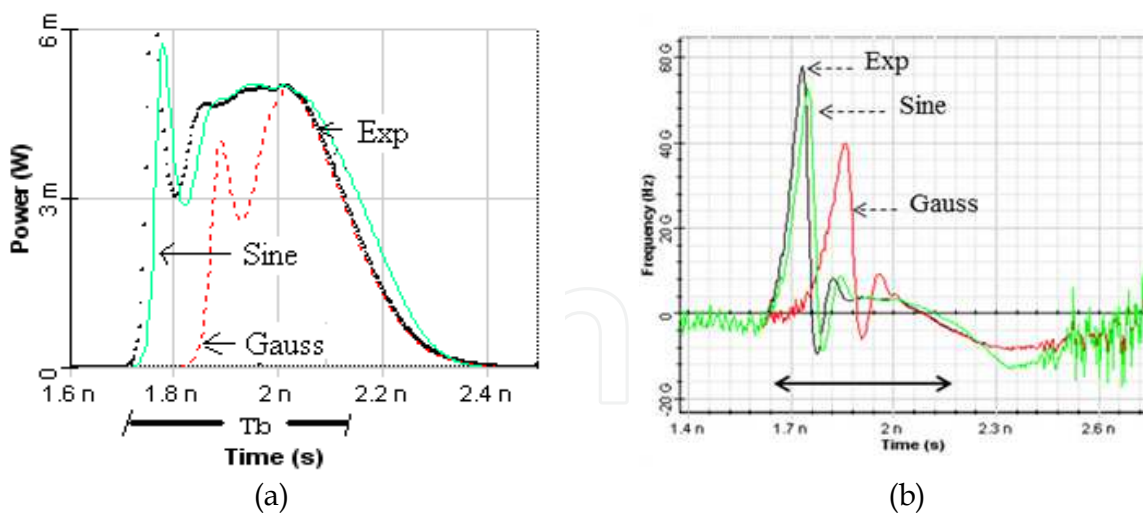 6 m
3 m
0
Power (W)
Exp
Sine
Gauss
1.6 n 1.8 n 2 n 2.2 n 2.4 n
Tb
Time (s)
(a)
60 G
40 G
20 G
0
-20 G
Frequency (Hz)
Exp
Sine
Gauss
1.4 n 1.7 n 2 n 2.3 n 2.6 n
Time (s)
(b)